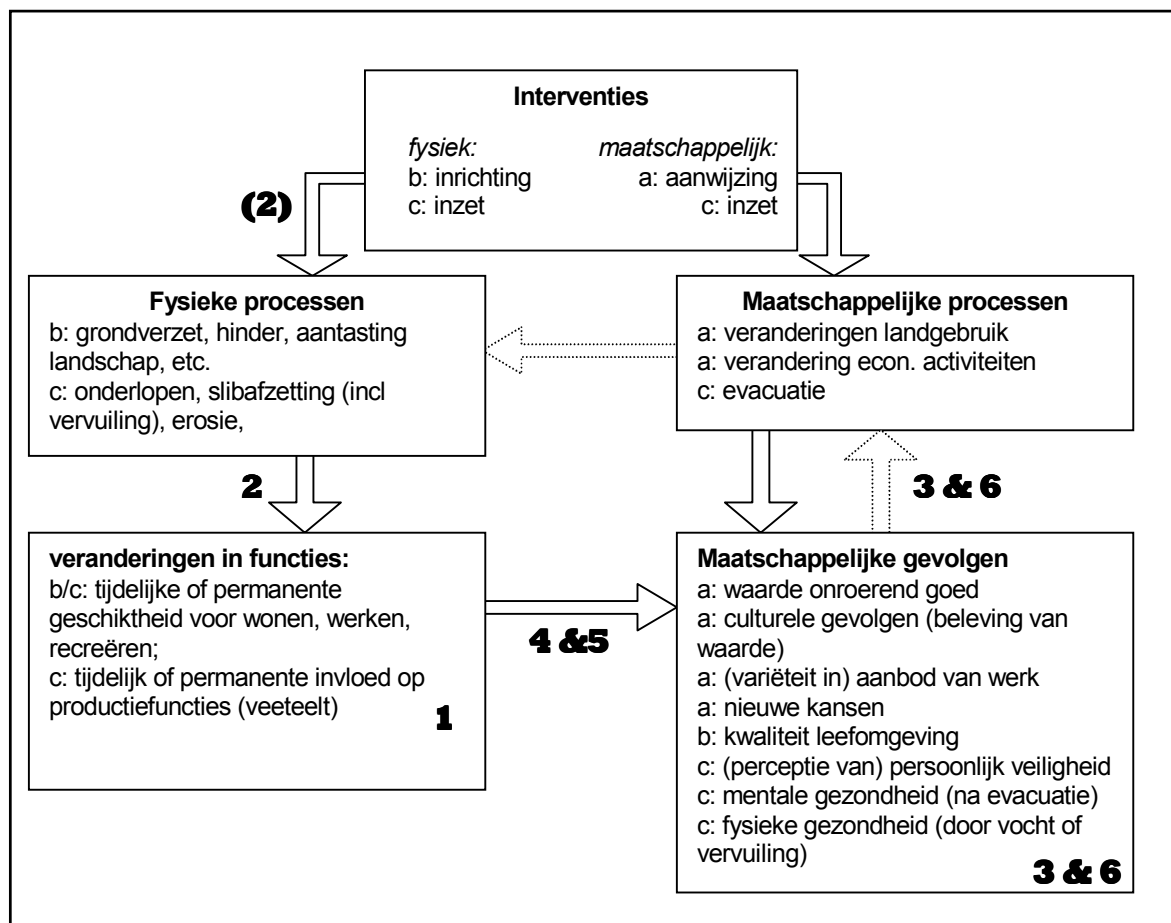 Interventies
fysiek:
b: inrichting
c: inzet
maatschappelijk:
a: aanwijzing
c: inzet
(2)
Fysieke processen
b: grondverzet, hinder, aantasting
landschap, etc.
c: onderlopen, slibafzetting (incl
vervuiling), erosie,
Maatschappelijke processen
a: veranderingen landgebruik
a: verandering econ. activiteiten
c: evacuatie
2
3 & 6
veranderingen in functies:
b/c: tijdelijke of permanente
geschiktheid voor wonen, werken,
recreëren;
c: tijdelijk of permanente invloed op
productiefuncties (veeteelt)
1
4 &5
Maatschappelijke gevolgen
a: waarde onroerend goed
a: culturele gevolgen (beleving van
waarde)
a: (variëteit in) aanbod van werk
a: nieuwe kansen
b: kwaliteit leefomgeving
c: (perceptie van) persoonlijk veiligheid
c: mentale gezondheid (na evacuatie)
c: fysieke gezondheid (door vocht of
vervuiling)
3 & 6